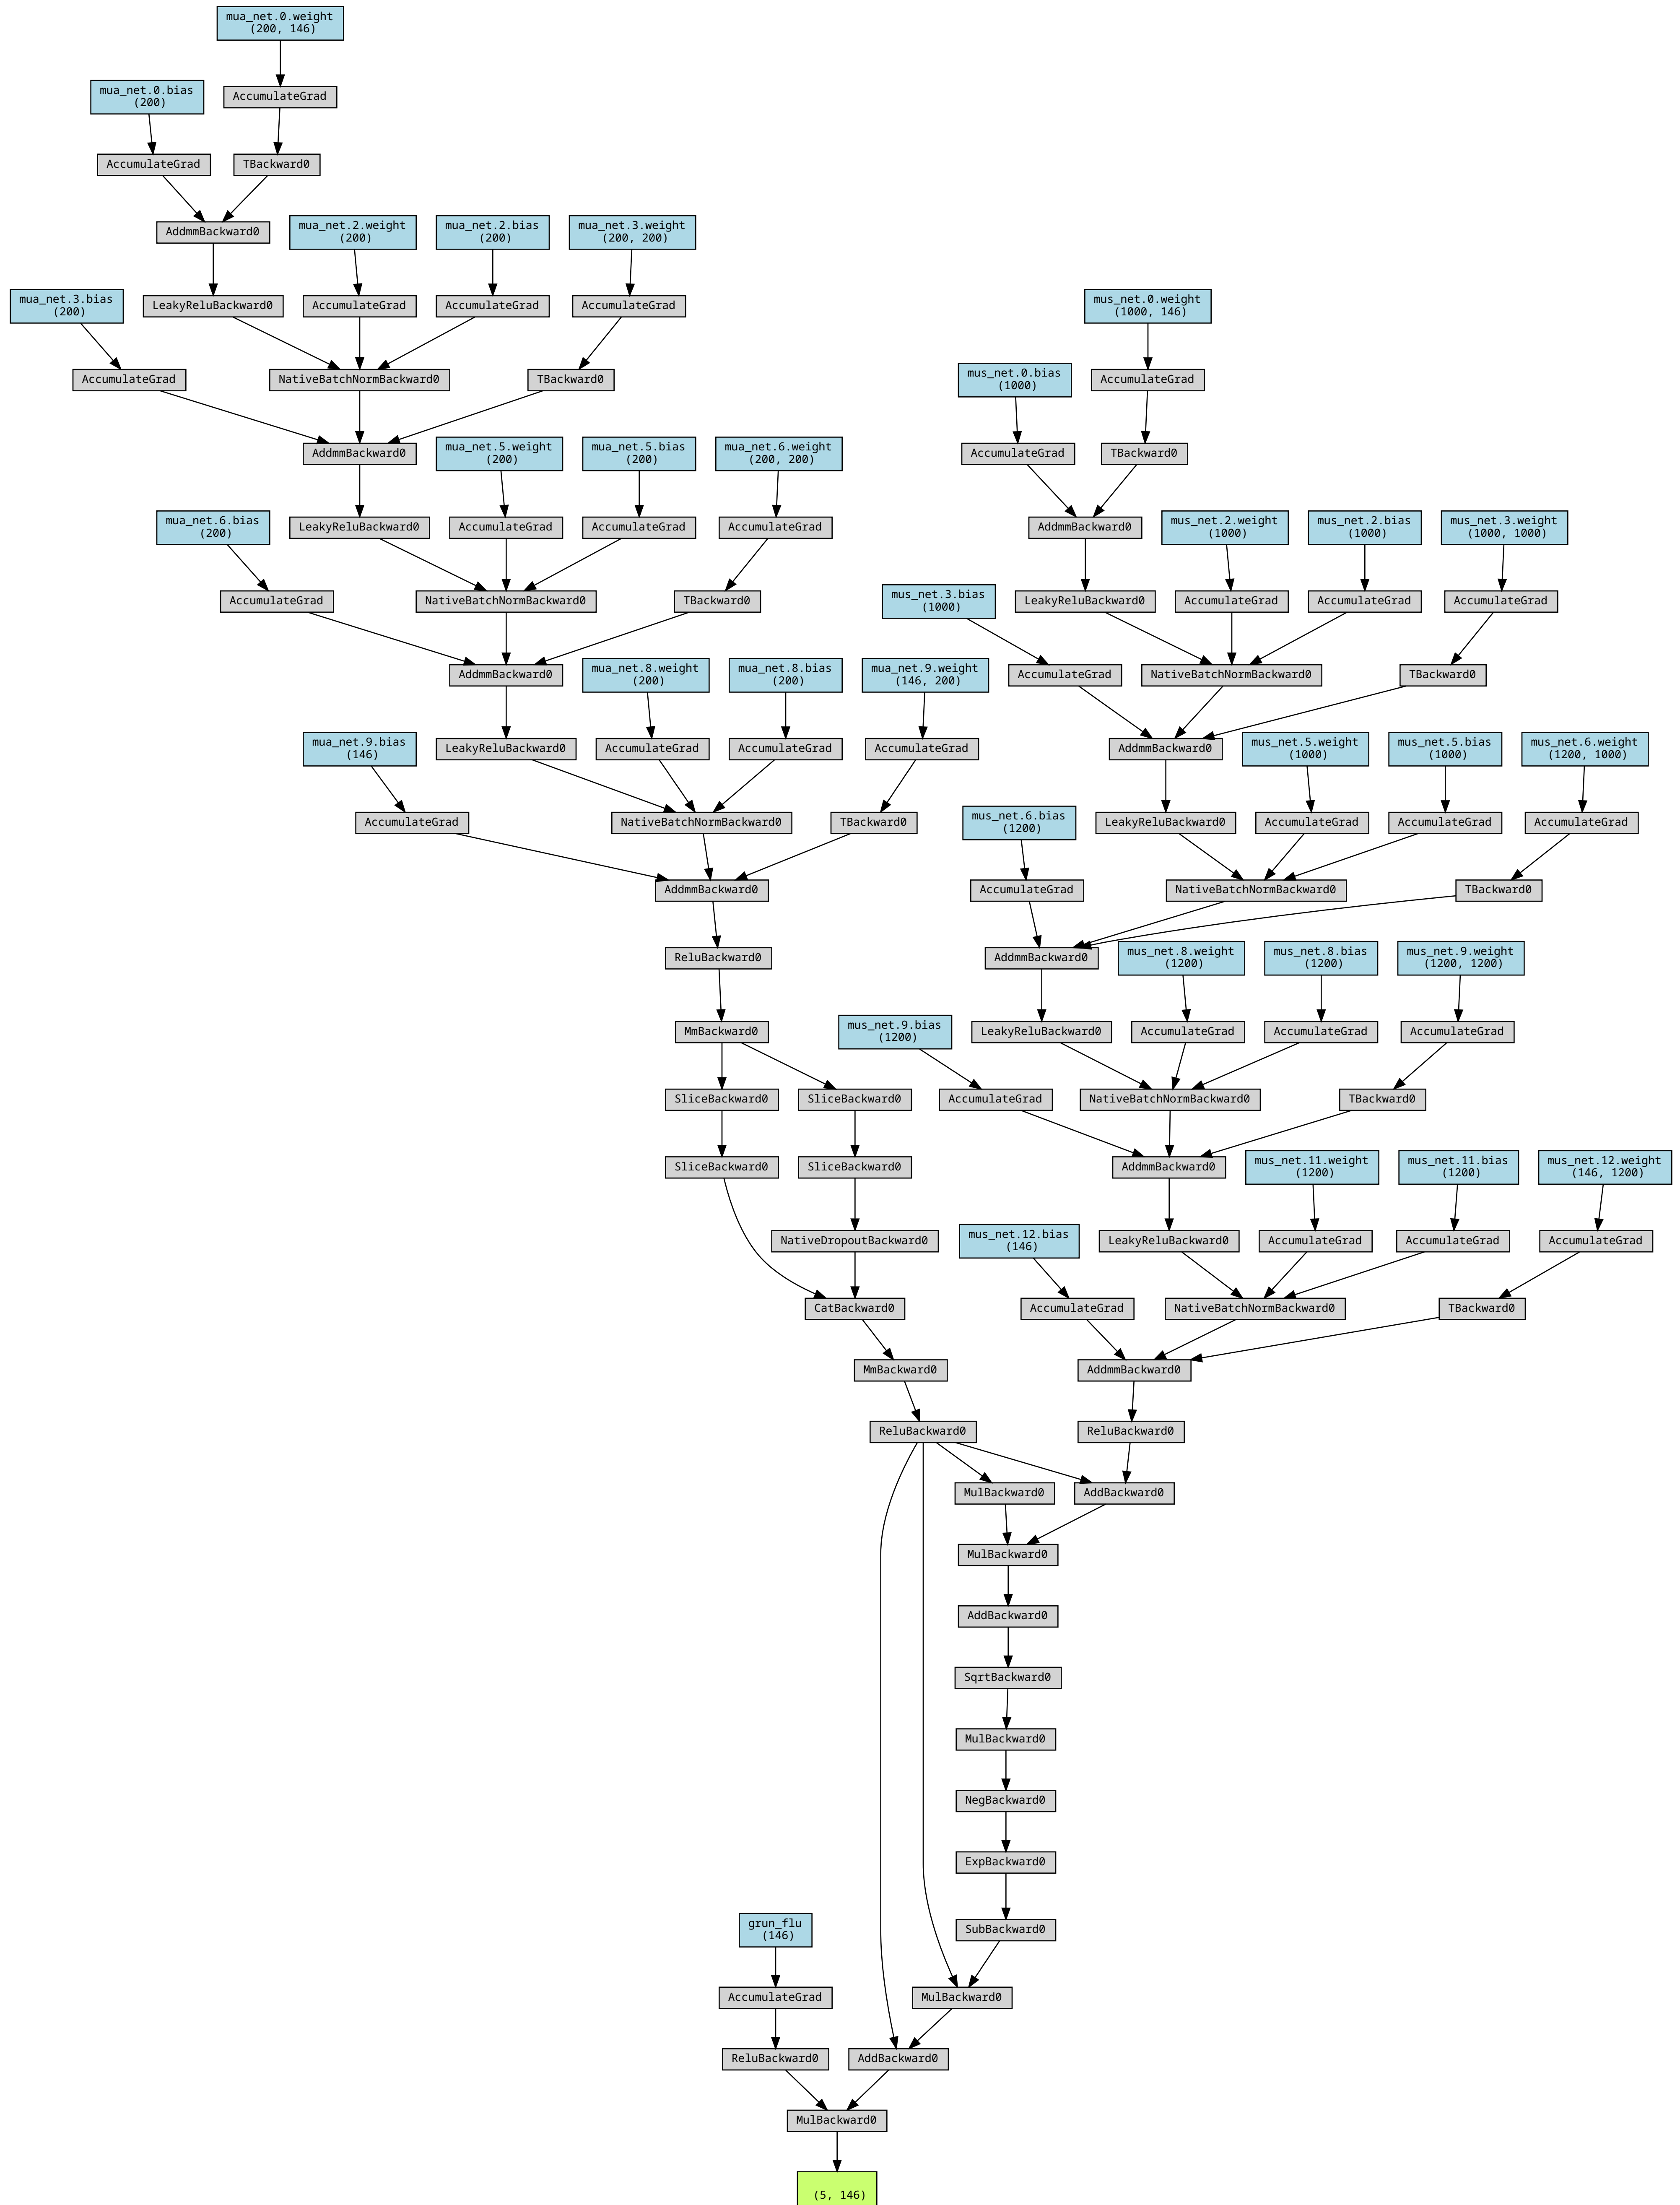 mua_net.0.weight
(200, 146)
mua_net.0.bias
(200)
AccumulateGrad
AccumulateGrad
TBackward0
AddmmBackward0
mua_net.2.weight
(200)
mua_net.2.bias
(200)
mua_net.3.weight
(200, 200)
mua_net.3.bias
(200)
LeakyReluBackward0
AccumulateGrad
AccumulateGrad
AccumulateGrad
mus_net.0.weight
(1000, 146)
AccumulateGrad
NativeBatchNormBackward0
TBackward0
mus_net.0.bias
(1000)
AccumulateGrad
AddmmBackward0
mua_net.5.weight
(200)
mua_net.5.bias
(200)
mua_net.6.weight
(200, 200)
AccumulateGrad
TBackward0
mua_net.6.bias
(200)
LeakyReluBackward0
AccumulateGrad
AccumulateGrad
AccumulateGrad
AddmmBackward0
mus_net.2.weight
(1000)
mus_net.2.bias
(1000)
mus_net.3.weight
(1000, 1000)
AccumulateGrad
NativeBatchNormBackward0
TBackward0
mus_net.3.bias
(1000)
LeakyReluBackward0
AccumulateGrad
AccumulateGrad
AccumulateGrad
AddmmBackward0
mua_net.8.weight
(200)
mua_net.8.bias
(200)
mua_net.9.weight
(146, 200)
AccumulateGrad
NativeBatchNormBackward0
TBackward0
mua_net.9.bias
(146)
LeakyReluBackward0
AccumulateGrad
AccumulateGrad
AccumulateGrad
AddmmBackward0
mus_net.5.weight
(1000)
mus_net.5.bias
(1000)
mus_net.6.weight
(1200, 1000)
AccumulateGrad
NativeBatchNormBackward0
TBackward0
mus_net.6.bias
(1200)
LeakyReluBackward0
AccumulateGrad
AccumulateGrad
AccumulateGrad
AddmmBackward0
AccumulateGrad
NativeBatchNormBackward0
TBackward0
ReluBackward0
AddmmBackward0
mus_net.8.weight
(1200)
mus_net.8.bias
(1200)
mus_net.9.weight
(1200, 1200)
MmBackward0
mus_net.9.bias
(1200)
LeakyReluBackward0
AccumulateGrad
AccumulateGrad
AccumulateGrad
SliceBackward0
SliceBackward0
AccumulateGrad
NativeBatchNormBackward0
TBackward0
SliceBackward0
SliceBackward0
AddmmBackward0
mus_net.11.weight
(1200)
mus_net.11.bias
(1200)
mus_net.12.weight
(146, 1200)
NativeDropoutBackward0
mus_net.12.bias
(146)
LeakyReluBackward0
AccumulateGrad
AccumulateGrad
AccumulateGrad
CatBackward0
AccumulateGrad
NativeBatchNormBackward0
TBackward0
MmBackward0
AddmmBackward0
ReluBackward0
ReluBackward0
MulBackward0
AddBackward0
MulBackward0
AddBackward0
SqrtBackward0
MulBackward0
NegBackward0
ExpBackward0
grun_flu
(146)
SubBackward0
AccumulateGrad
MulBackward0
ReluBackward0
AddBackward0
MulBackward0
(5, 146)